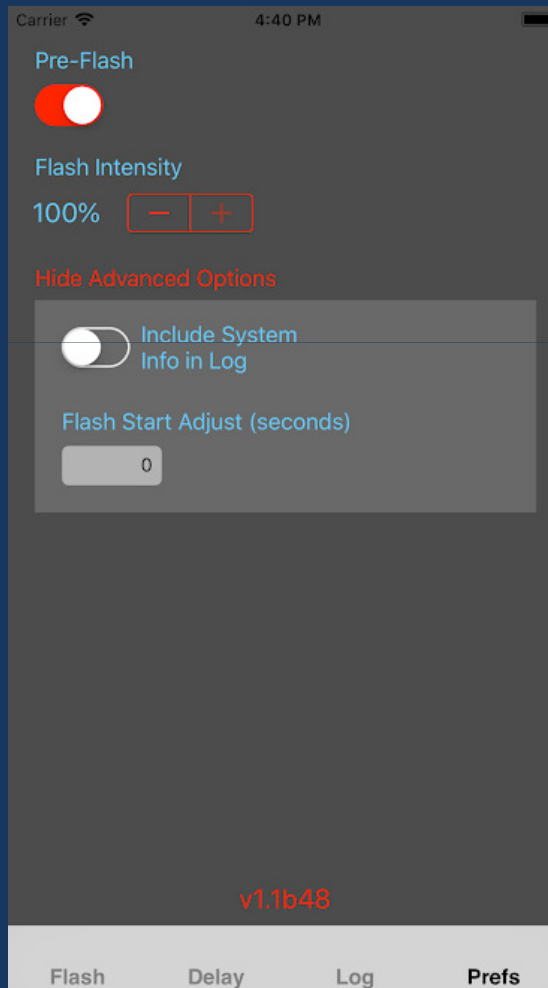 Carrier 4:40 PM
Pre-Flash
Flash Intensity
100% − +
Hide Advanced Options
Include System
Info in Log
Flash Start Adjust (seconds)
0
v1.1b48
Flash Delay Log Prefs